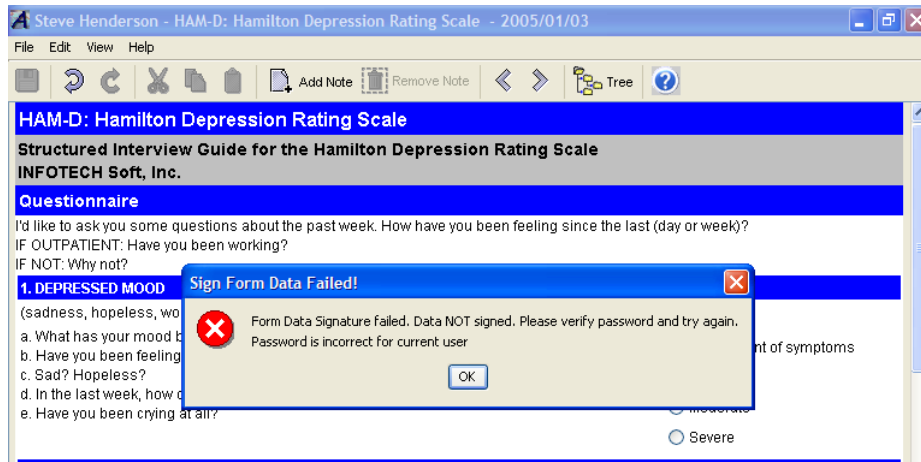 Steve Henderson - HAM-D: Hamilton Depression Rating Scale - 2005/01/03
File Edit View Help
Add Note Remove Note Tree
HAM-D: Hamilton Depression Rating Scale
Structured Interview Guide for the Hamilton Depression Rating Scale
INFOTECH Soft, Inc.
Questionnaire
I'd like to ask you some questions about the past week. How have you been feeling since the last (day or week)?
IF OUTPATIENT: Have you been working?
IF NOT: Why not?
1. DEPRESSED MOOD
(sadness, hopeless, wo
a. What has your mood b
b. Have you been feeling
c. Sad? Hopeless?
d. In the last week, how o
e. Have you been crying at all?
Sign Form Data Failed!
Form Data Signature failed. Data NOT signed. Please verify password and try again.
Password is incorrect for current user
OK
nt of symptoms
Moderate
Severe